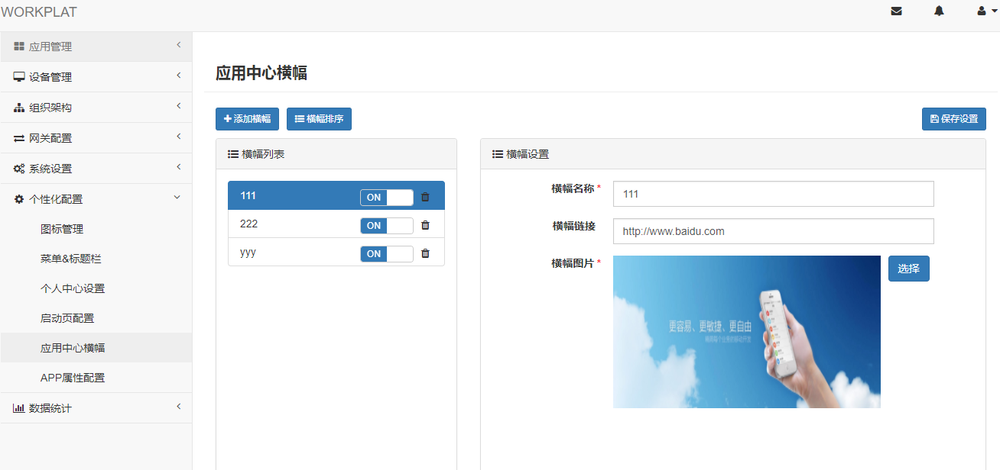 WORKPLAT
应用管理
设备管理
组织架构
网关配置
系统设置
个性化配置
图标管理
菜单&标题栏
个人中心设置
启动页配置
应用中心横幅
APP属性配置
数据统计
应用中心横幅
添加横幅 横幅排序 保存设置
横幅列表
111 ON
222 ON
yyy ON
横幅设置
横幅名称 * 111
横幅链接 http://www.baidu.com
横幅图片 * 选择
更容易、更敏捷、更自由